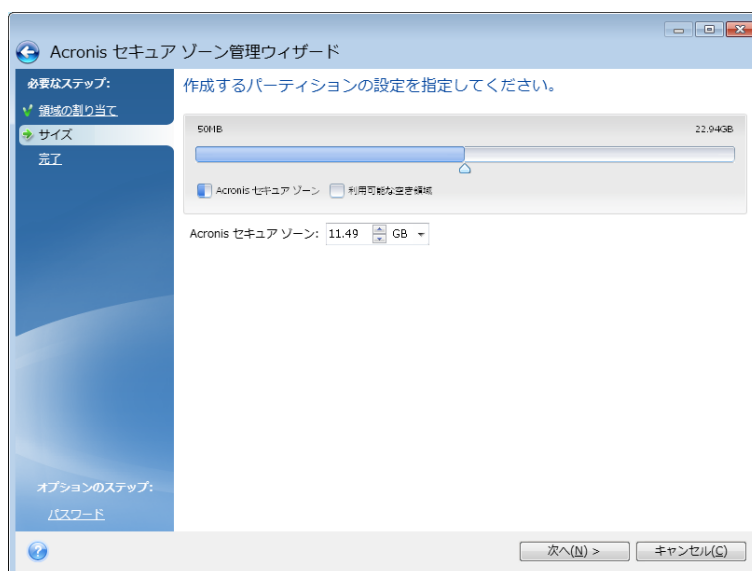 Acronis セキュア ゾーン管理ウィザード
必要なステップ:
領域の割り当て
サイズ
完了
オプションのステップ:
パスワード
作成するパーティションの設定を指定してください。
50MB
22.94GB
Acronis セキュア ゾーン
利用可能な空き領域
Acronis セキュア ゾーン: 11.49 GB
次へ(N) >
キャンセル(C)